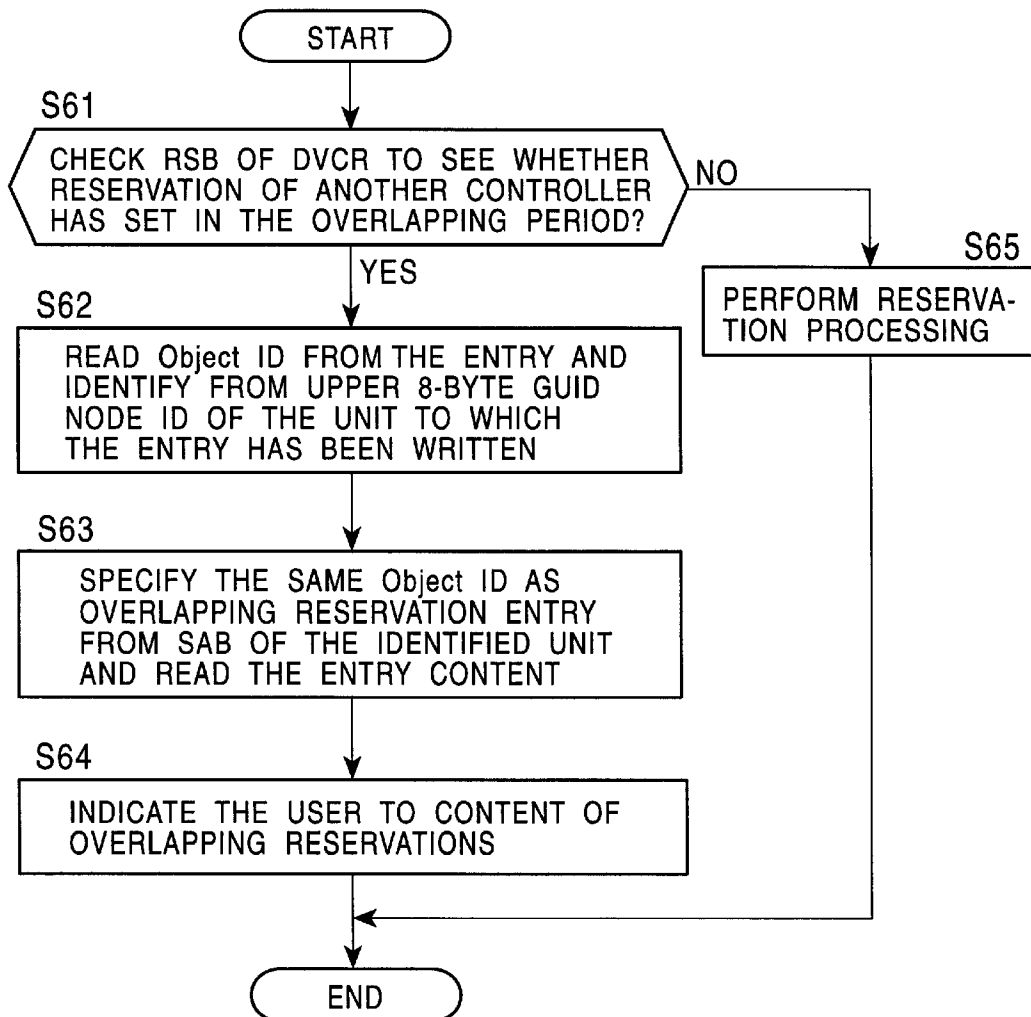 START
S61
CHECK RSB OF DVCR TO SEE WHETHER
RESERVATION OF ANOTHER CONTROLLER
HAS SET IN THE OVERLAPPING PERIOD?
NO
YES
S65
PERFORM RESERVA-
TION PROCESSING
S62
READ Object ID FROM THE ENTRY AND
IDENTIFY FROM UPPER 8-BYTE GUID
NODE ID OF THE UNIT TO WHICH
THE ENTRY HAS BEEN WRITTEN
S63
SPECIFY THE SAME Object ID AS
OVERLAPPING RESERVATION ENTRY
FROM SAB OF THE IDENTIFIED UNIT
AND READ THE ENTRY CONTENT
S64
INDICATE THE USER TO CONTENT OF
OVERLAPPING RESERVATIONS
END